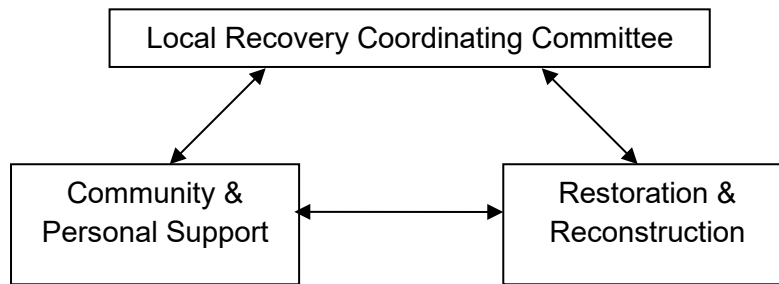 Local Recovery Coordinating Committee
Community &
Personal Support
Restoration &
Reconstruction